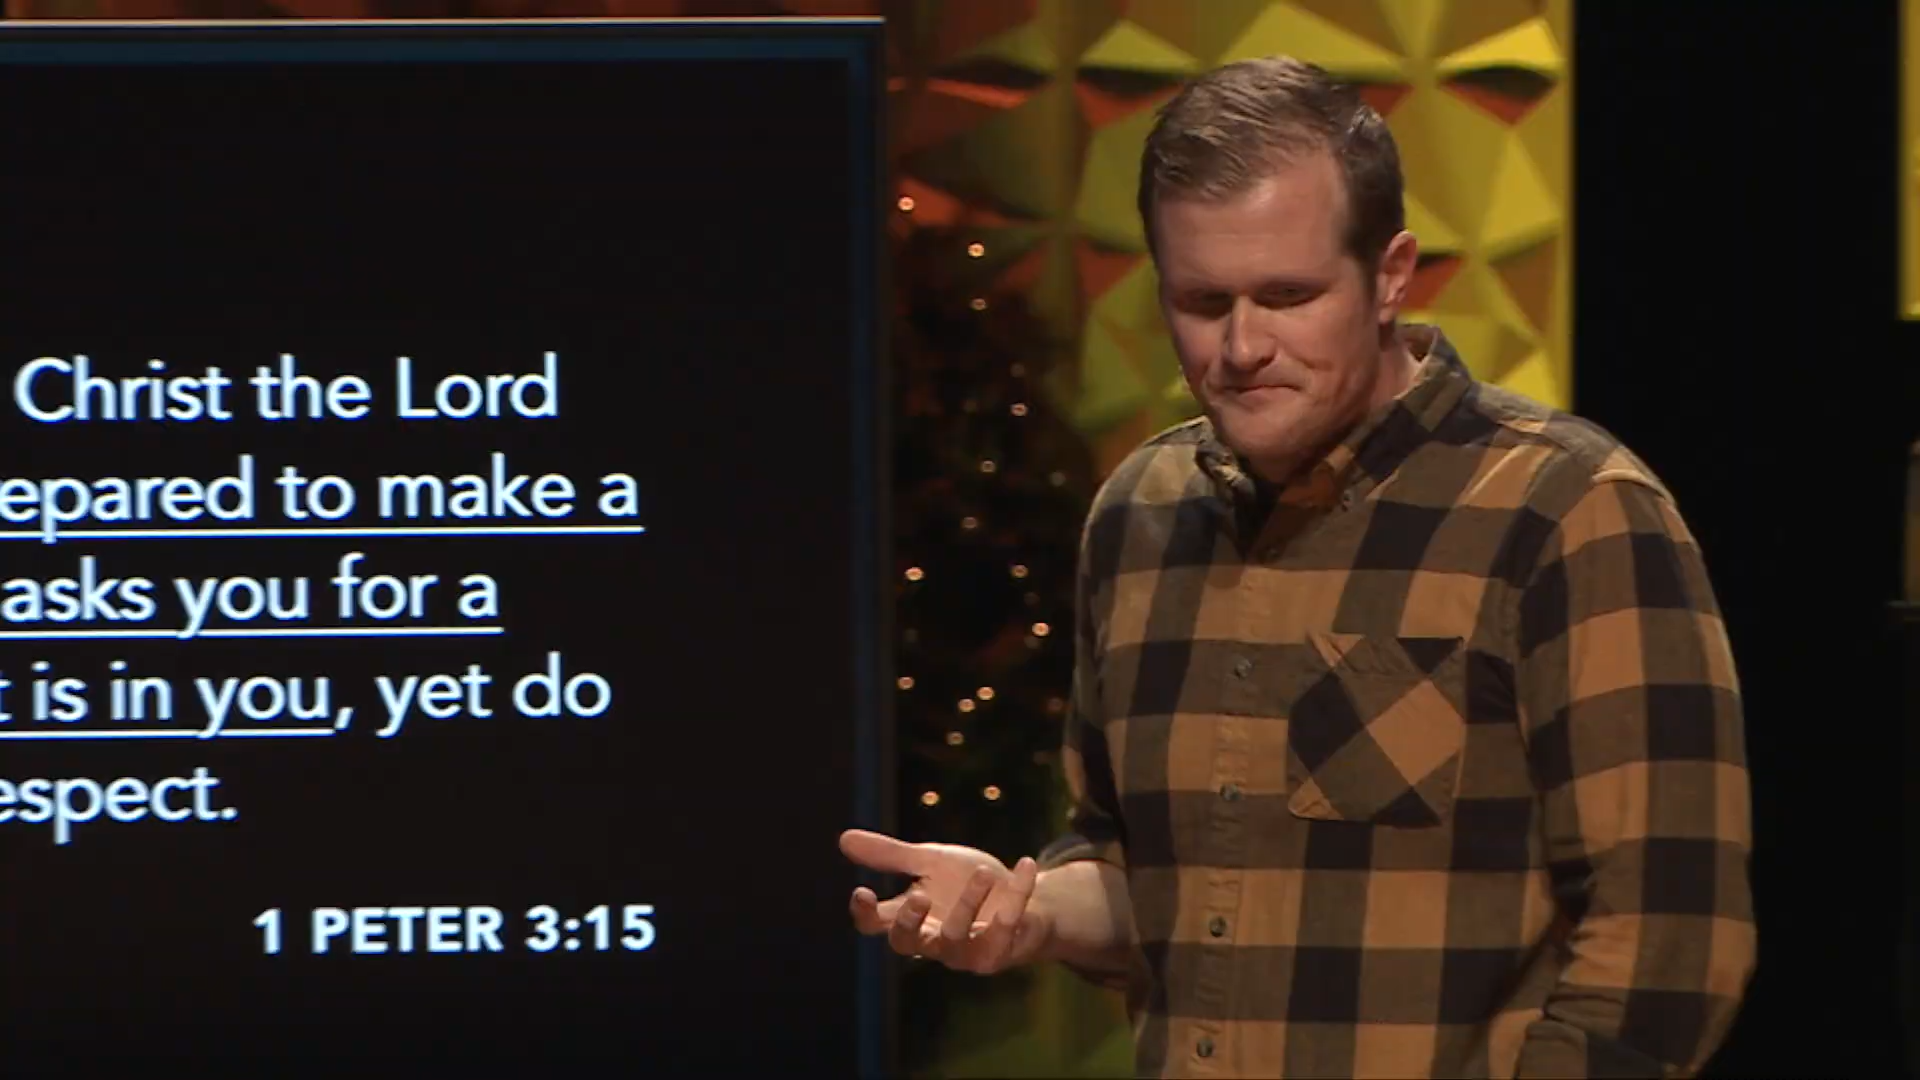 Christ the Lord
epared to make a
asks you for a
t is in you, yet do
espect.
1 PETER 3:15